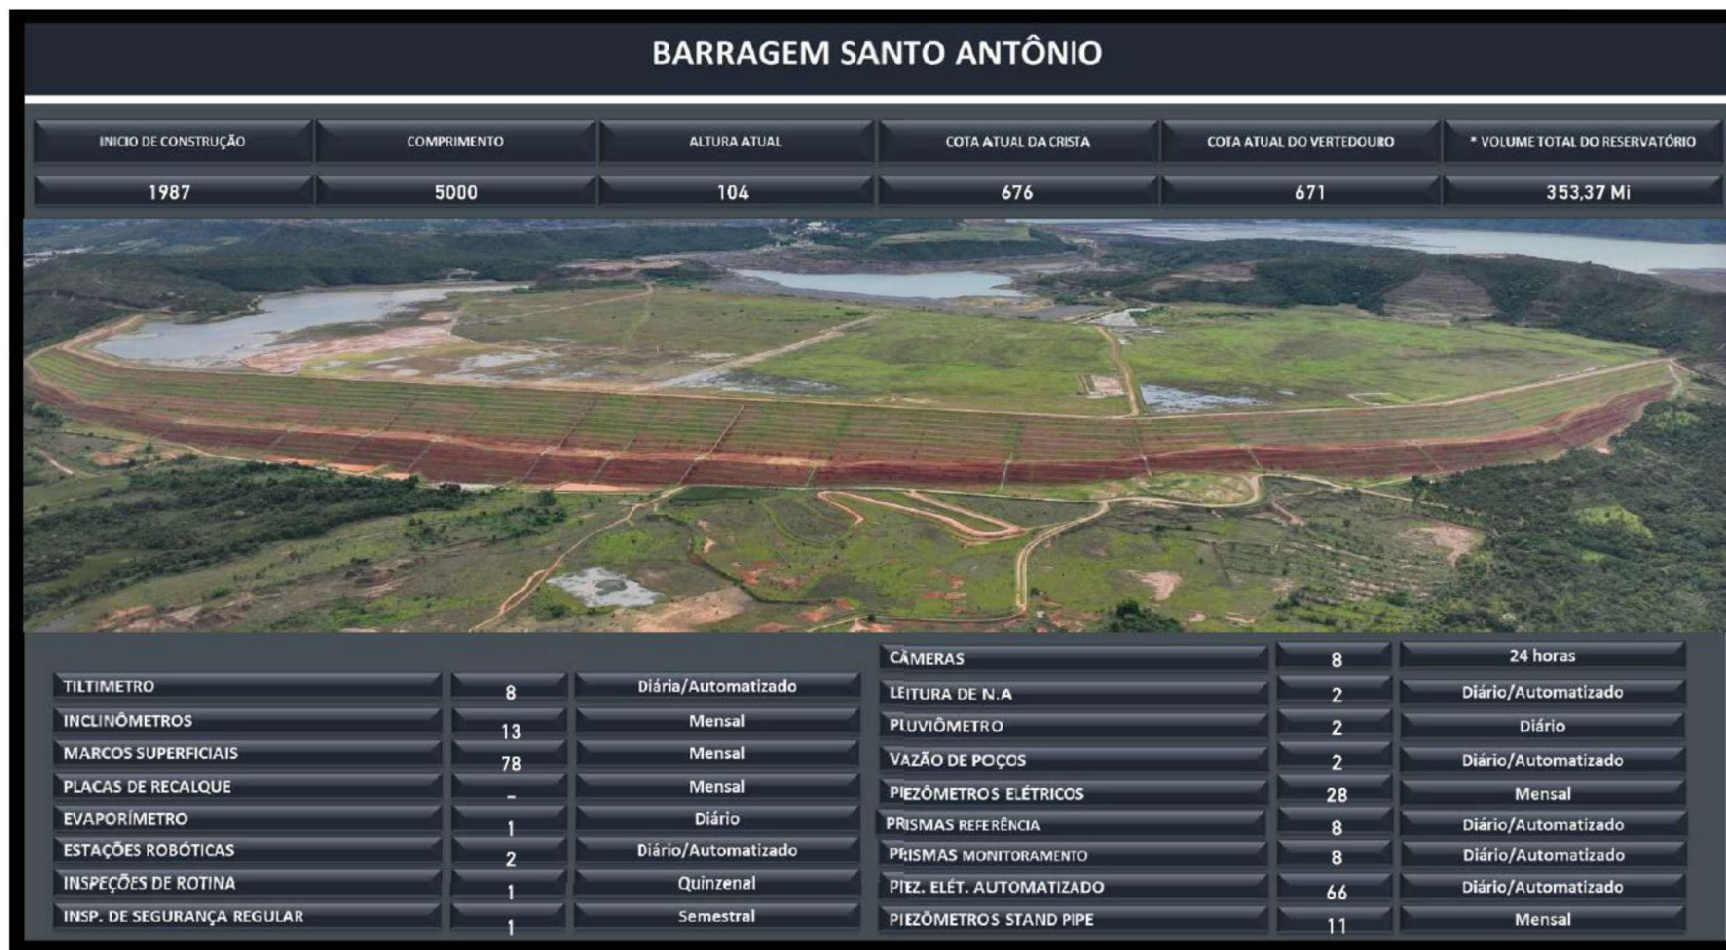 BARRAGEM SANTO ANTÔNIO
INICIO DE CONSTRUÇÃO COMPRIMENTO ALTURA ATUAL COTA ATUAL DA CRISTA COTA ATUAL DO VERTEDOURO * VOLUME TOTAL DO RESERVATÓRIO
1987 5000 104 676 671 353,37 Mi
TILTIMETRO 8 Diária/Automatizado
INCLINÔMETROS 13 Mensal
MARCOS SUPERFICIAIS 78 Mensal
PLACAS DE RECALQUE – Mensal
EVAPORÍMETRO 1 Diário
ESTAÇÕES ROBÓTICAS 2 Diário/Automatizado
INSPEÇÕES DE ROTINA 1 Quinzenal
INSP. DE SEGURANÇA REGULAR 1 Semestral
CÂMERAS 8 24 horas
LEITURA DE N.A 2 Diário/Automatizado
PLUVIÔMETRO 2 Diário
VAZÃO DE POÇOS 2 Diário/Automatizado
PIEZÔMETROS ELÉTRICOS 28 Mensal
PRISMAS REFERÊNCIA 8 Diário/Automatizado
PRISMAS MONITORAMENTO 8 Diário/Automatizado
PIEZ. ELÉT. AUTOMATIZADO 66 Diário/Automatizado
PIEZÔMETROS STAND PIPE 11 Mensal